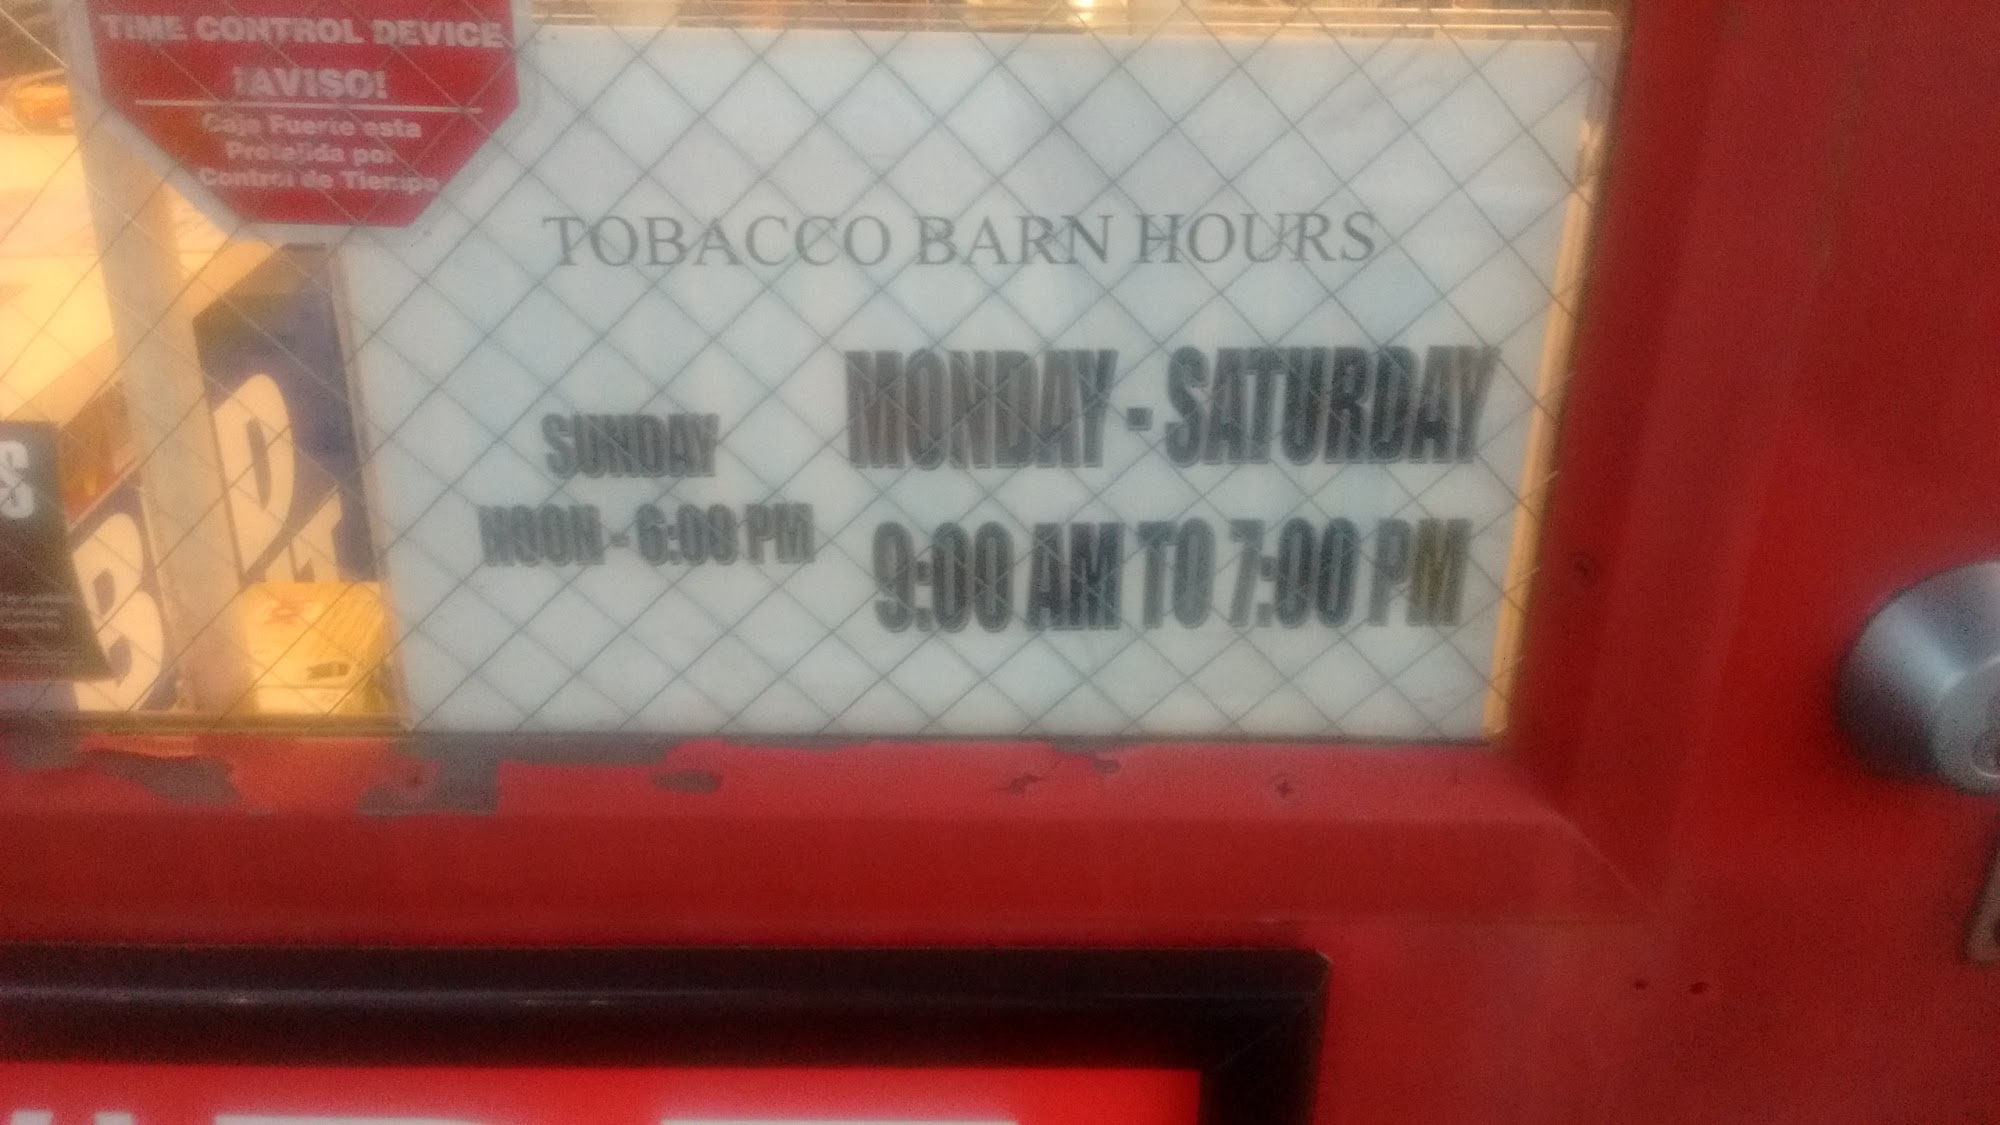 TIME CONTROL DEVICE
¡AVISO!
Caja Fuerte esta
Protejida por
Control de Tiempo
TOBACCO BARN HOURS
SUNDAY
NOON - 6:00 PM
MONDAY - SATURDAY
9:00 AM TO 7:00 PM
S
B